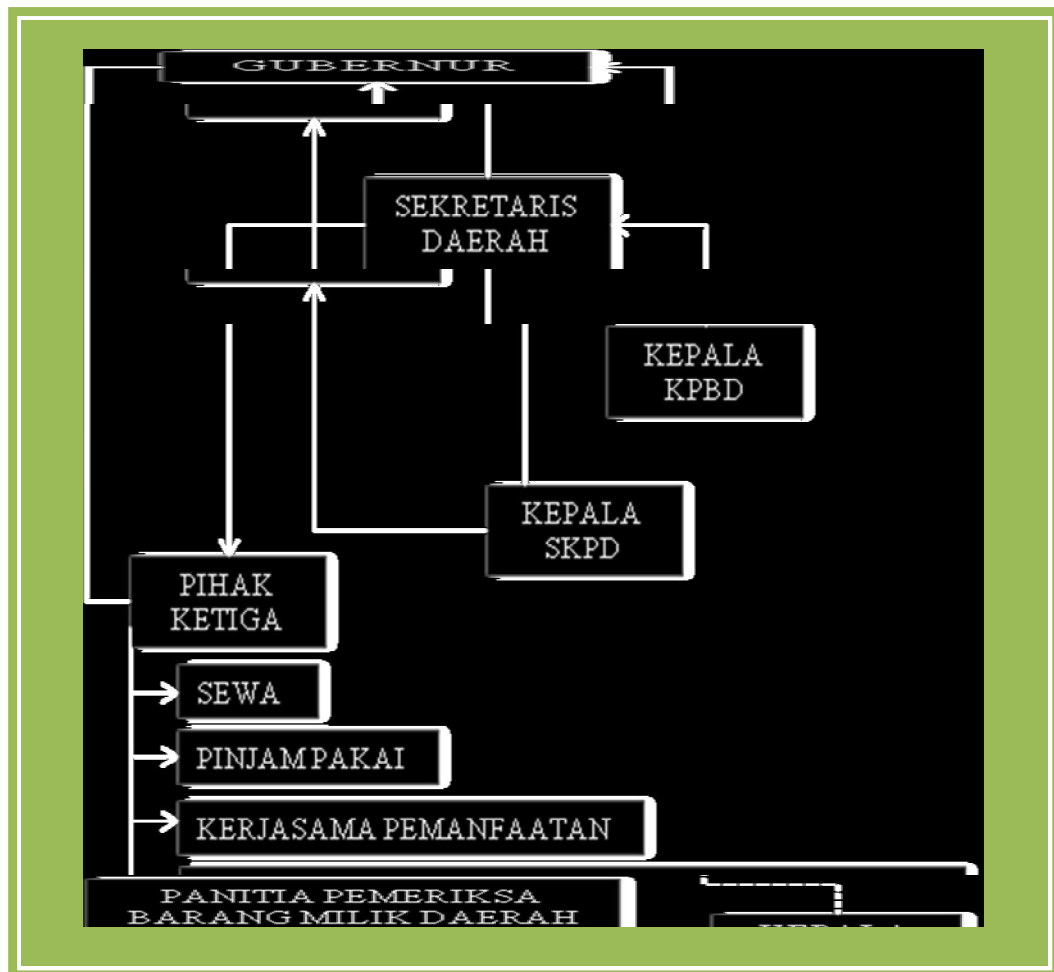 GUBERNUR
SEKRETARIS
DAERAH
KEPALA
KPBD
KEPALA
SKPD
PIHAK
KETIGA
SEWA
PINJAM PAKAI
KERJASAMA PEMANFAATAN
PANITIA PEMERIKSA
BARANG MILIK DAERAH